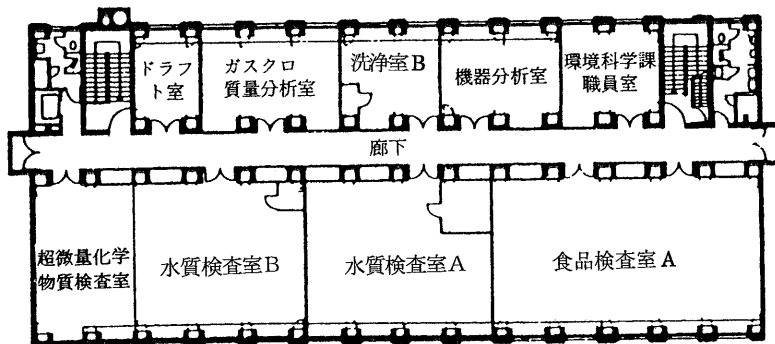 ドラフ
ト室
ガスクロ
質量分析室
洗浄室B
機器分析室
環境科学課
職員室
廊下
超微量化学
物質検査室
水質検査室B
水質検査室A
食品検査室A